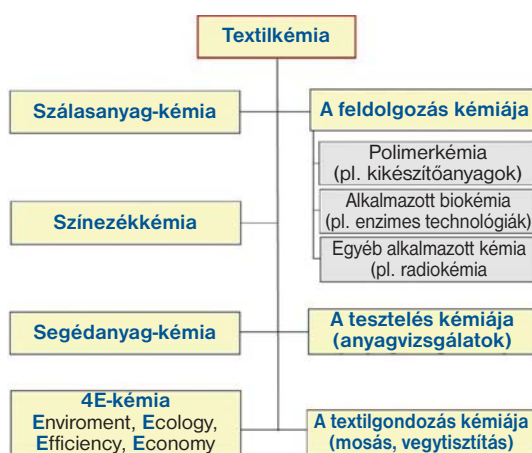 Textilkémia
Szálasanyag-kémia
A feldolgozás kémiája
Polimerkémia
(pl. kikészítőanyagok)
Alkalmazott biokémia
(pl. enzimes technológiák)
Egyéb alkalmazott kémia
(pl. radiokémia
Színezékkémia
Segédanyag-kémia
A tesztelés kémiája
(anyagvizsgálatok)
4E-kémia
Enviroment, Ecology,
Efficiency, Economy
A textilgondozás kémiája
(mosás, vegytisztítás)